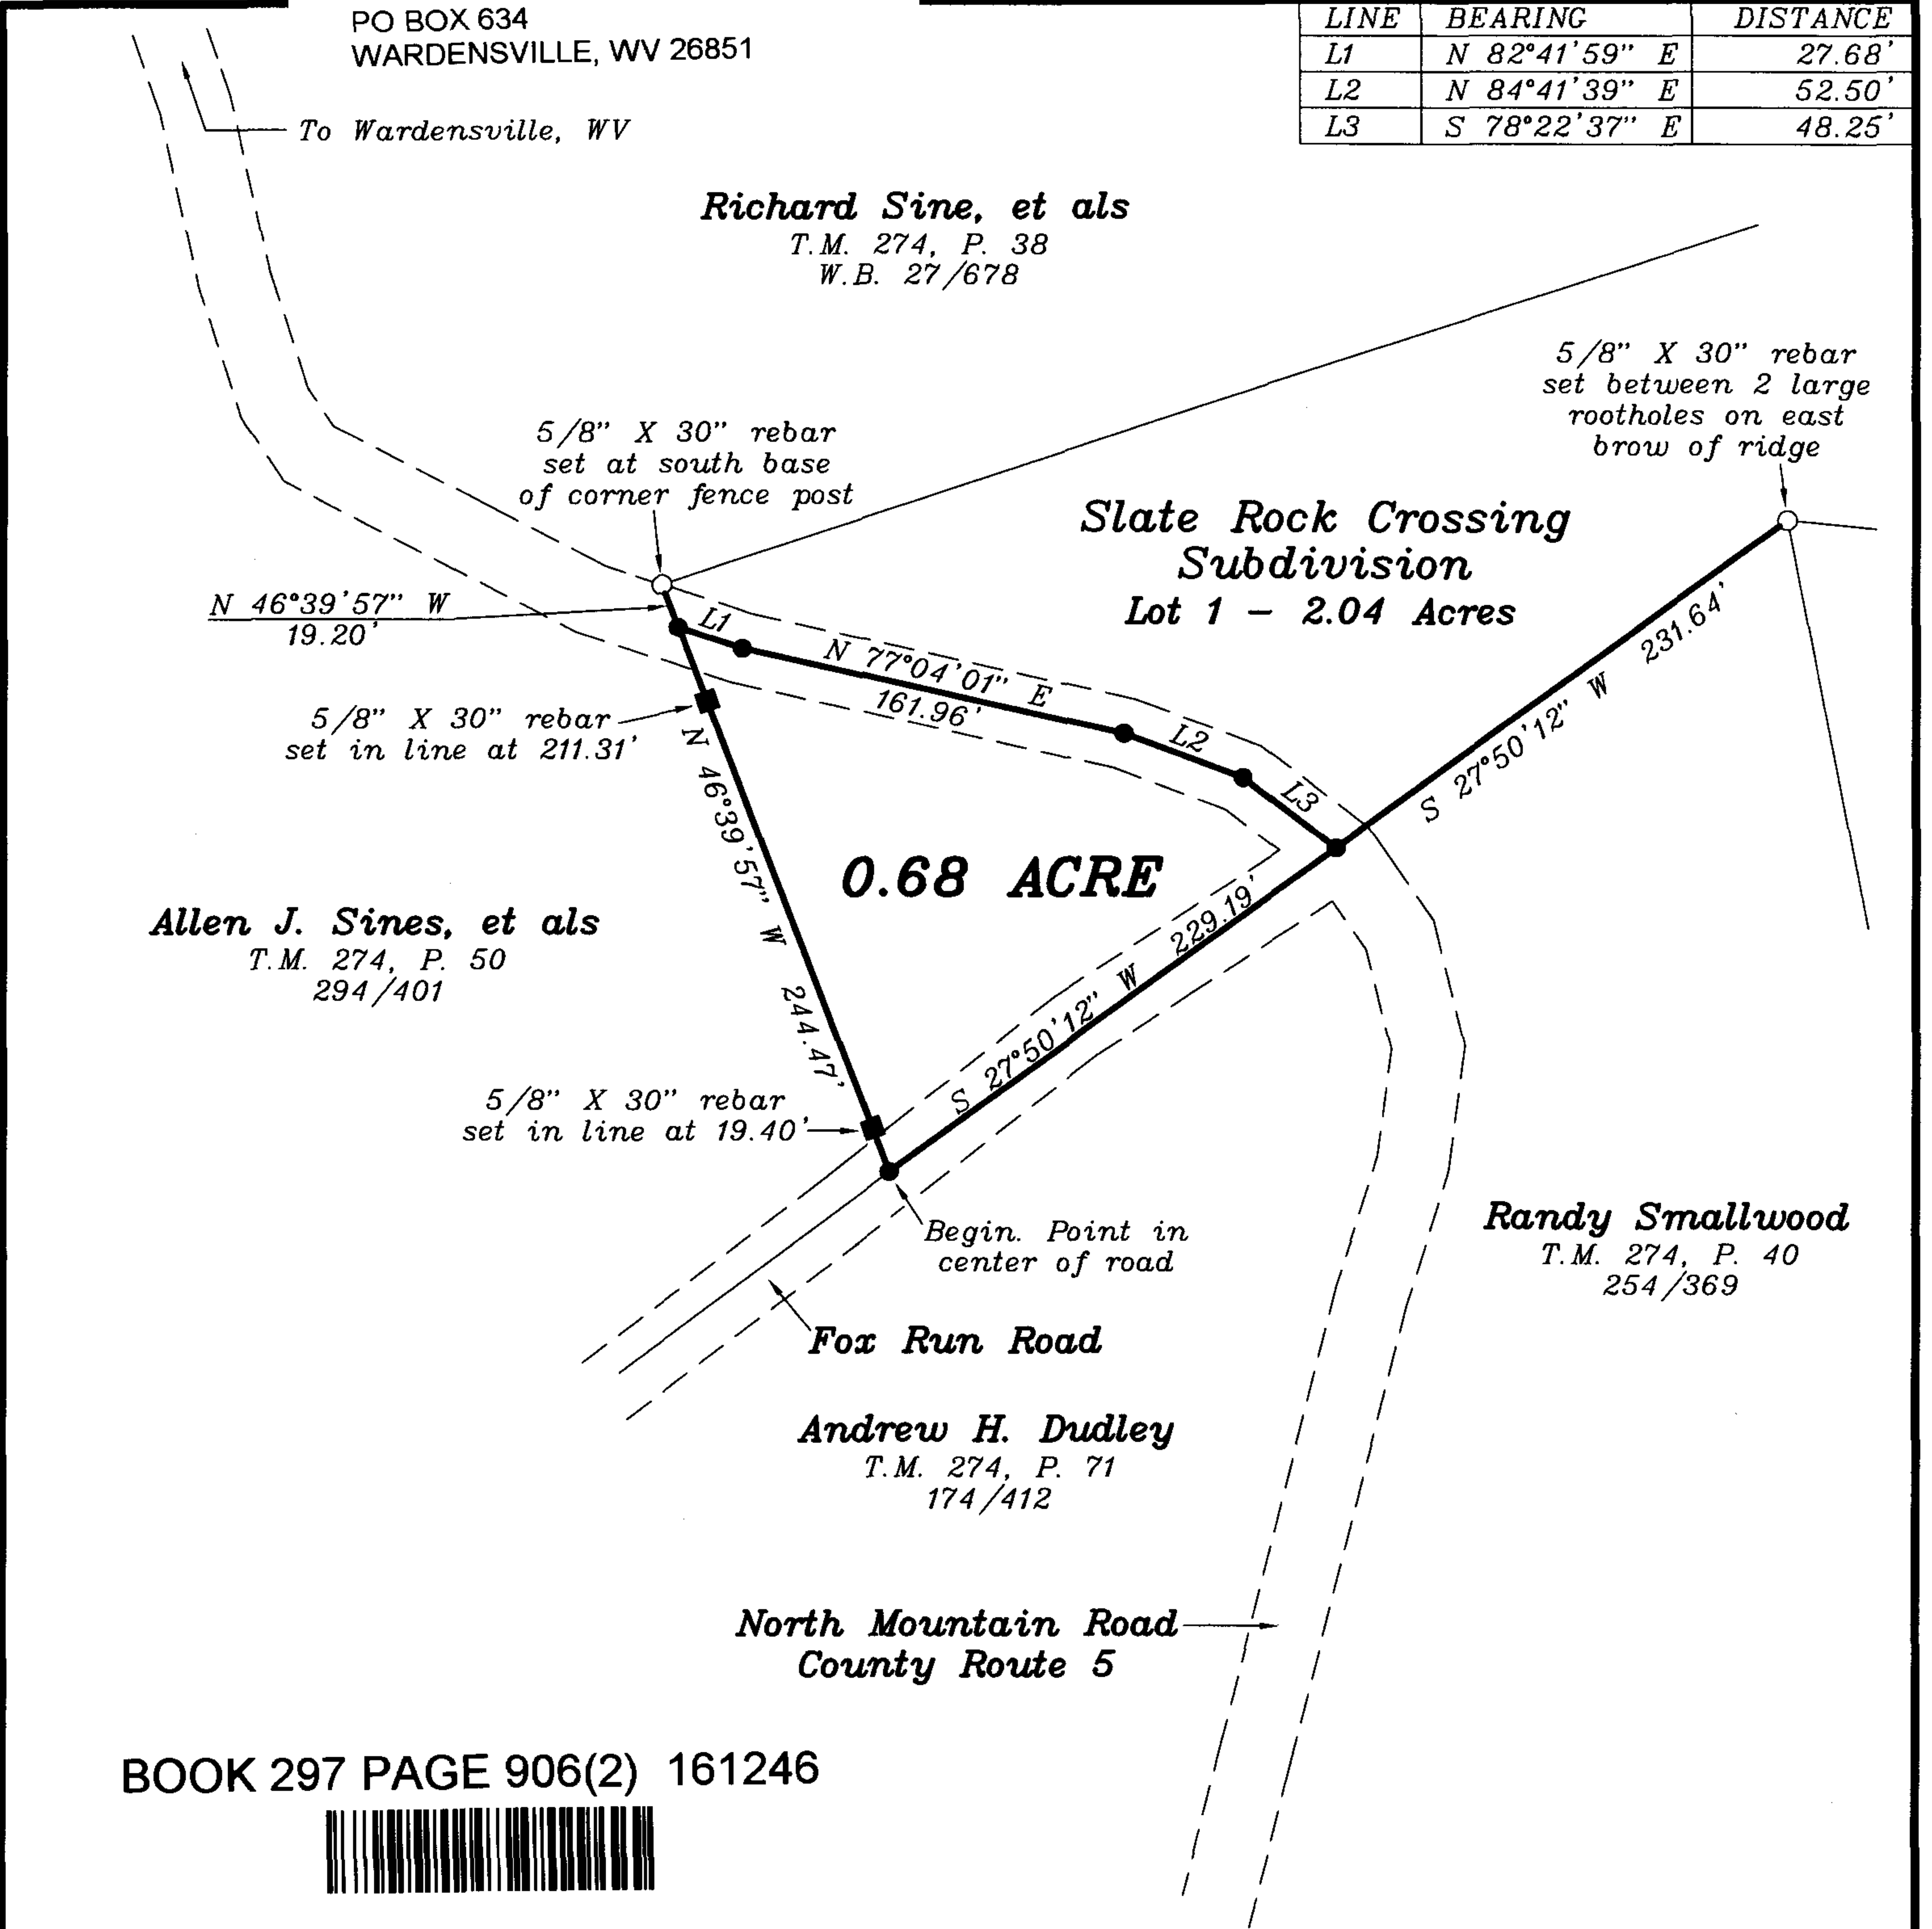 PO BOX 634
WARDENSVILLE, WV 26851
LINE BEARING DISTANCE
L1 N 82°41'59" E 27.68'
L2 N 84°41'39" E 52.50'
L3 S 78°22'37" E 48.25'
To Wardensville, WV
Richard Sine, et als
T.M. 274, P. 38
W.B. 27/678
5/8" X 30" rebar
set between 2 large
rootholes on east
brow of ridge
5/8" X 30" rebar
set at south base
of corner fence post
Slate Rock Crossing
Subdivision
Lot 1 - 2.04 Acres
N 46°39'57" W
19.20'
L1
N 77°04'01" E
161.96'
L2
L3
S 27°50'12" W 231.64'
5/8" X 30" rebar
set in line at 211.31'
N 46°39'57" W 244.47'
0.68 ACRE
Allen J. Sines, et als
T.M. 274, P. 50
294/401
S 27°50'12" W 229.19'
5/8" X 30" rebar
set in line at 19.40'
Begin. Point in
center of road
Randy Smallwood
T.M. 274, P. 40
254/369
Fox Run Road
Andrew H. Dudley
T.M. 274, P. 71
174/412
North Mountain Road
County Route 5
BOOK 297 PAGE 906(2) 161246